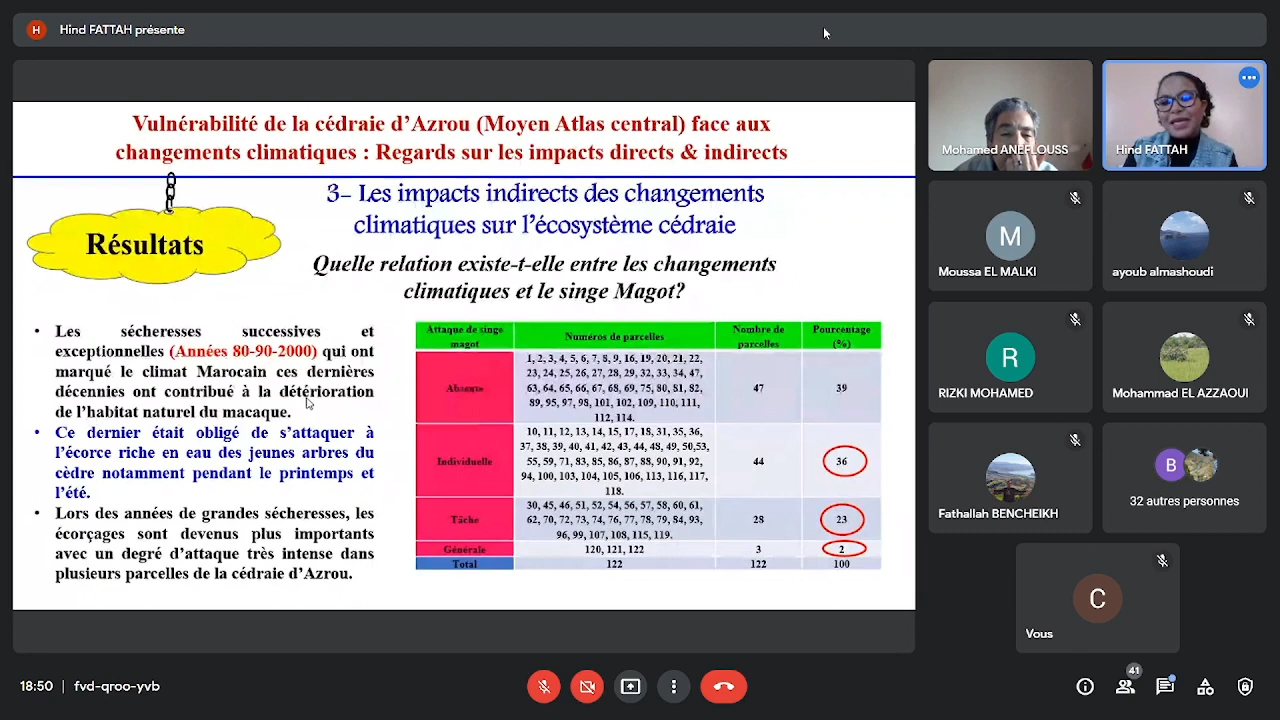 H
Hind FATTAH présente
Vulnérabilité de la cédraie d'Azrou (Moyen Atlas central) face aux
changements climatiques : Regards sur les impacts directs & indirects
Résultats
3- Les impacts indirects des changements
climatiques sur l'écosystème cédraie
Quelle relation existe-t-elle entre les changements
climatiques et le singe Magot?
• Les sécheresses successives et
exceptionnelles (Années 80-90-2000) qui ont
marqué le climat Marocain ces dernières
décennies ont contribué à la détérioration
de l'habitat naturel du macaque.
• Ce dernier était obligé de s'attaquer à
l'écorce riche en eau des jeunes arbres du
cèdre notamment pendant le printemps et
l'été.
• Lors des années de grandes sécheresses, les
écorçages sont devenus plus importants
avec un degré d'attaque très intense dans
plusieurs parcelles de la cédraie d'Azrou.
Attaque de singe
magot
Numéros de parcelles
Nombre de
parcelles
Pourcentage
(%)
Absence
1, 2, 3, 4, 5, 6, 7, 8, 9, 16, 19, 20, 21, 22,
23, 24, 25, 26, 27, 28, 29, 32, 33, 34, 47,
63, 64, 65, 66, 67, 68, 69, 75, 80, 81, 82,
89, 95, 97, 98, 101, 102, 109, 110, 111,
112, 114.
47
39
Individuelle
10, 11, 12, 13, 14, 15, 17, 18, 31, 35, 36,
37, 38, 39, 40, 41, 42, 43, 44, 48, 49, 50,53,
55, 59, 71, 83, 85, 86, 87, 88, 90, 91, 92,
94, 100, 103, 104, 105, 106, 113, 116, 117,
118.
44
36
Tâche
30, 45, 46, 51, 52, 54, 56, 57, 58, 60, 61,
62, 70, 72, 73, 74, 76, 77, 78, 79, 84, 93,
96, 99, 107, 108, 115, 119.
28
23
Générale
120, 121, 122
3
2
Total
122
122
100
Mohamed ANEFLOUSS
Hind FATTAH
M
Moussa EL MALKI
ayoub almashoudi
R
RIZKI MOHAMED
Mohammad EL AZZAOUI
Fathallah BENCHEIKH
B
32 autres personnes
C
Vous
18:50 | fvd-qroo-yvb
41